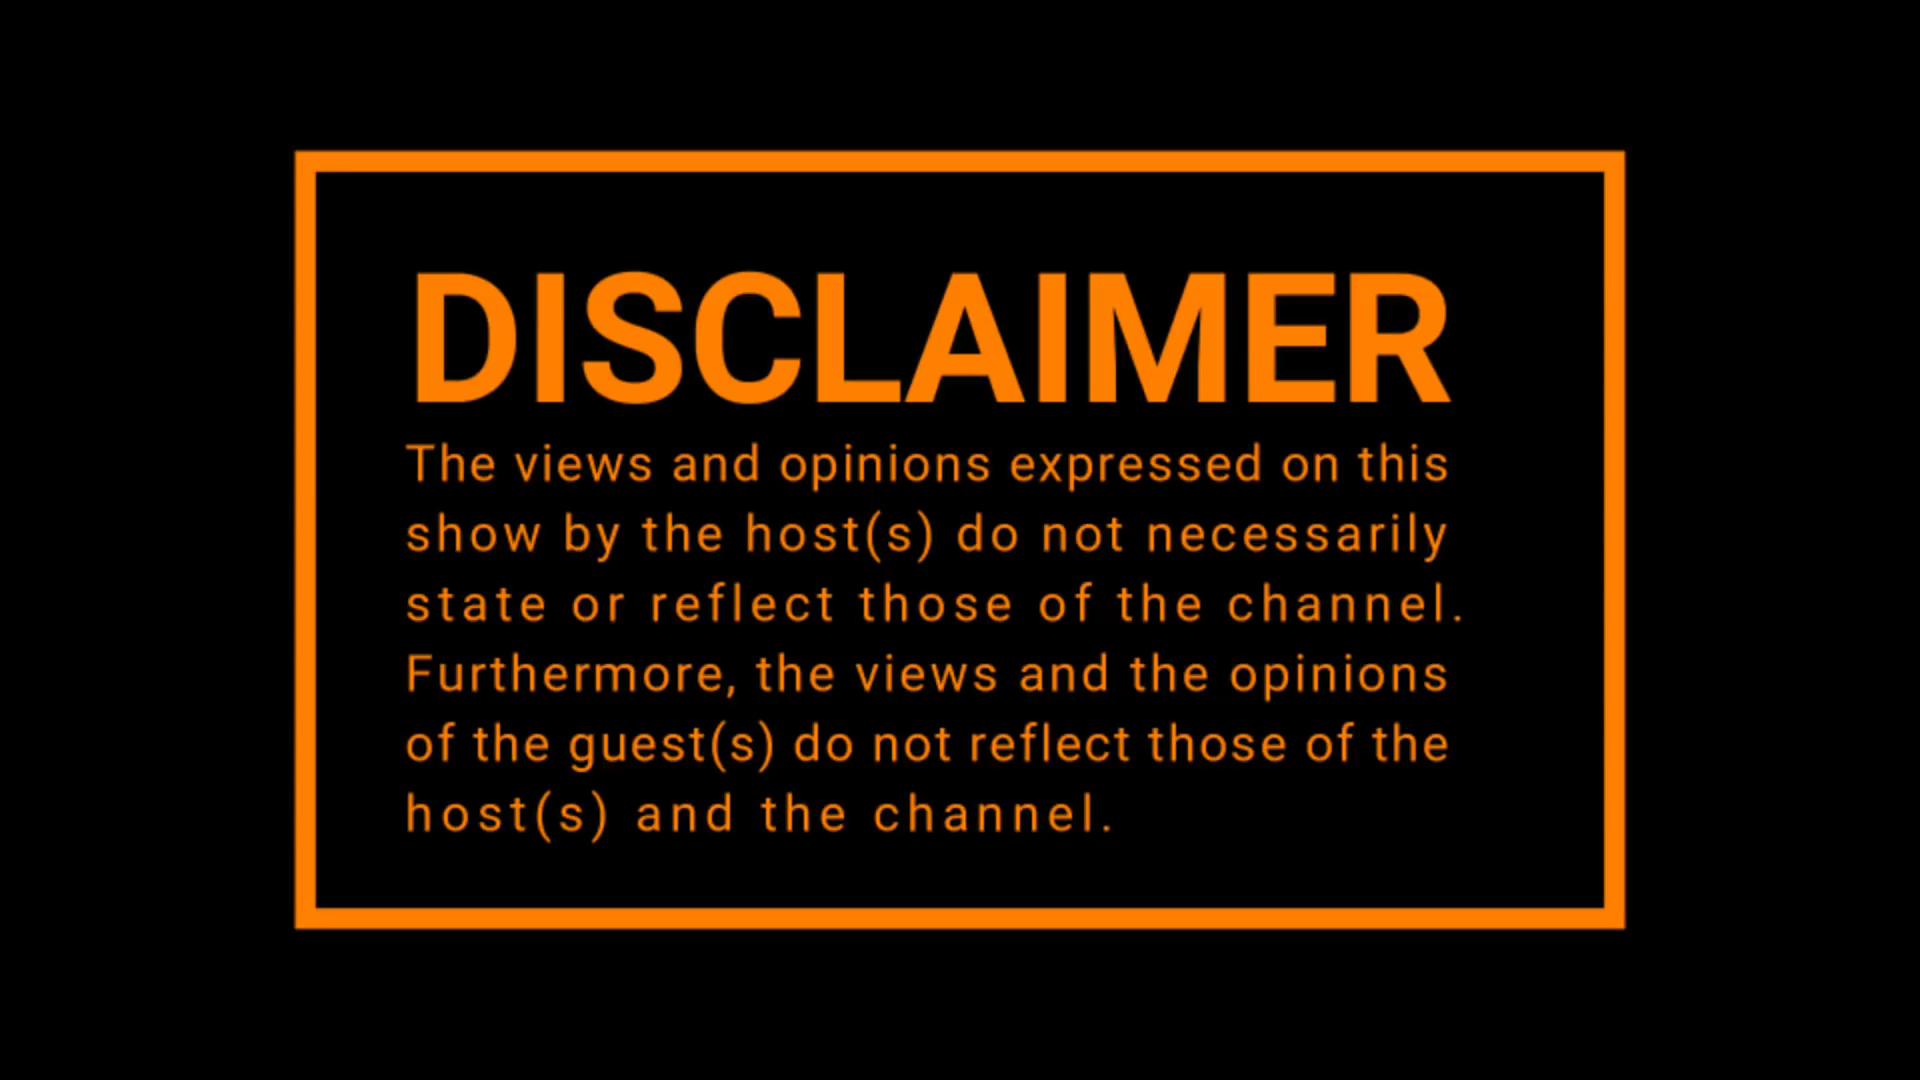 DISCLAIMER
The views and opinions expressed on this
show by the host(s) do not necessarily
state or reflect those of the channel.
Furthermore, the views and the opinions
of the guest(s) do not reflect those of the
host(s) and the channel.